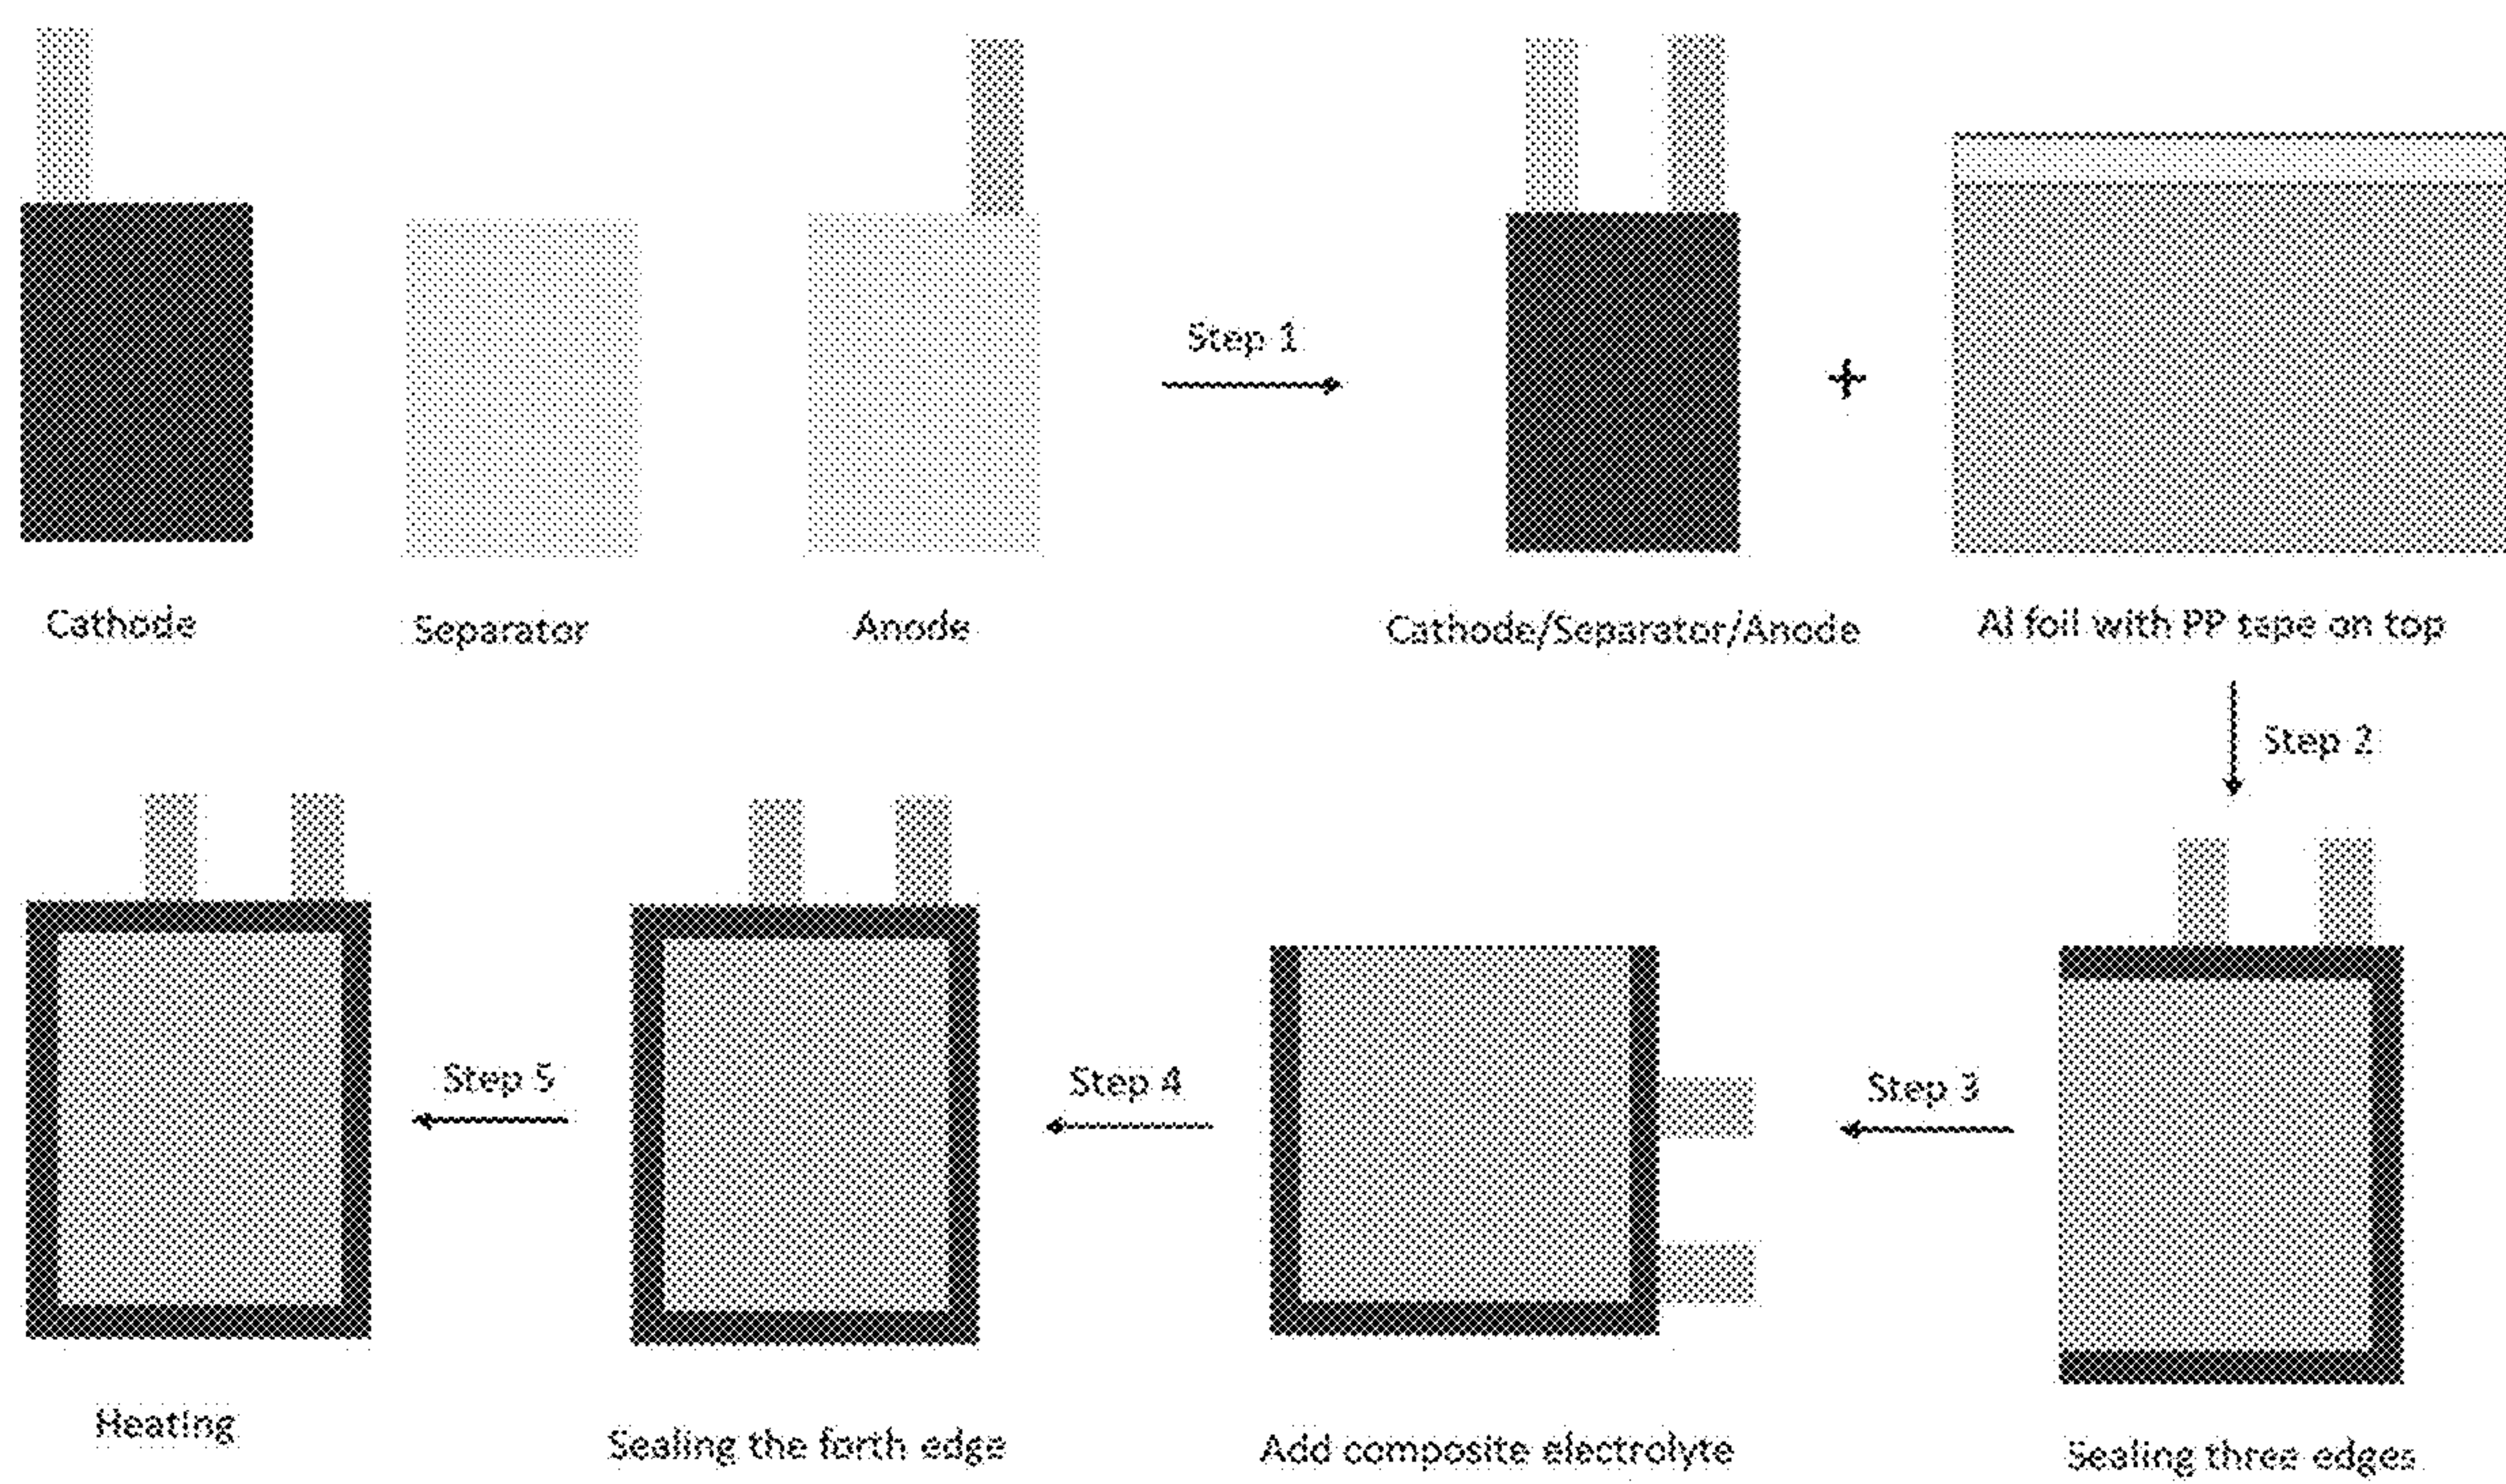 Step 1
+
Cathode
Separator
Anode
Cathode/Separator/Anode
Al foil with PP tape on top
Step 2
Step 5
Step 4
Step 3
Heating
Sealing the forth edge
Add composite electrolyte
Sealing three edges